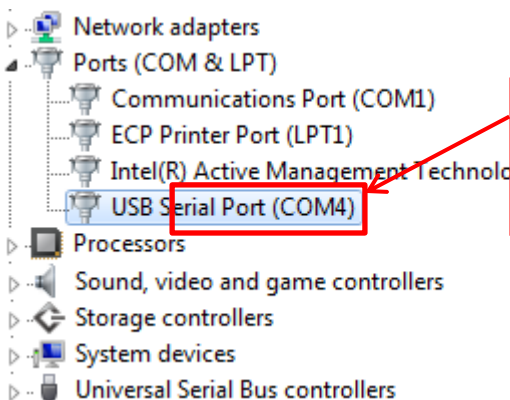 Network adapters
Ports (COM & LPT)
Communications Port (COM1)
ECP Printer Port (LPT1)
Intel(R) Active Management Technolo
USB Serial Port (COM4)
Processors
Sound, video and game controllers
Storage controllers
System devices
Universal Serial Bus controllers